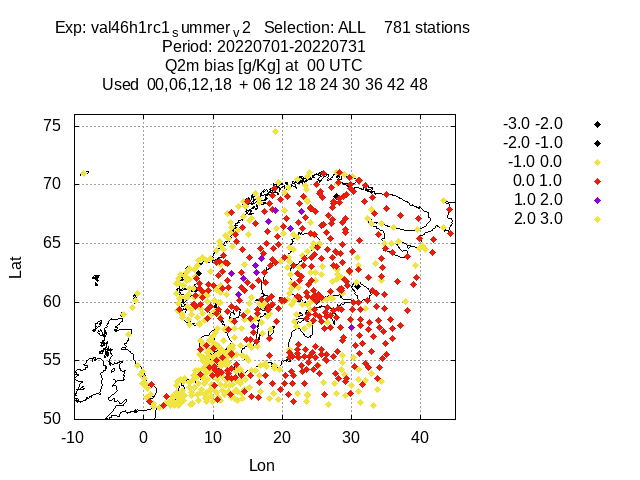 Exp: val46h1rc1summerv2 Selection: ALL 781 stations
Period: 20220701-20220731
Q2m bias [g/Kg] at 00 UTC
Used 00,06,12,18 + 06 12 18 24 30 36 42 48
-3.0 -2.0
-2.0 -1.0
-1.0 0.0
0.0 1.0
1.0 2.0
2.0 3.0
75
70
65
60
55
50
Lat
-10 0 10 20 30 40
Lon